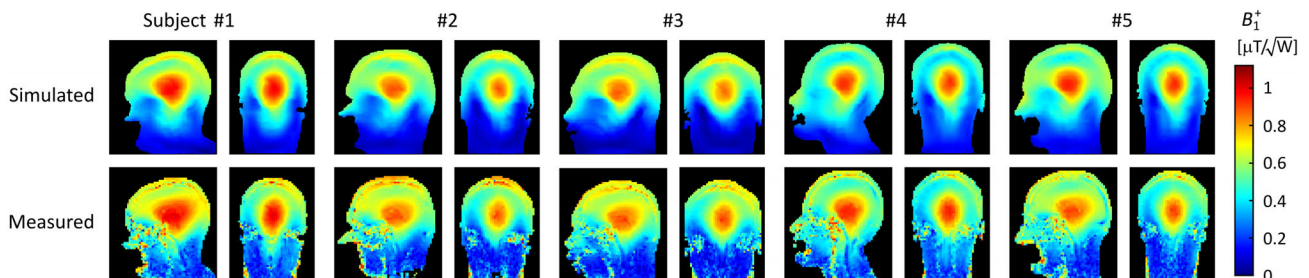 Subject #1 #2 #3 #4 #5
B₁⁺
[μT/√W]
Simulated
Measured
1
0.8
0.6
0.4
0.2
0